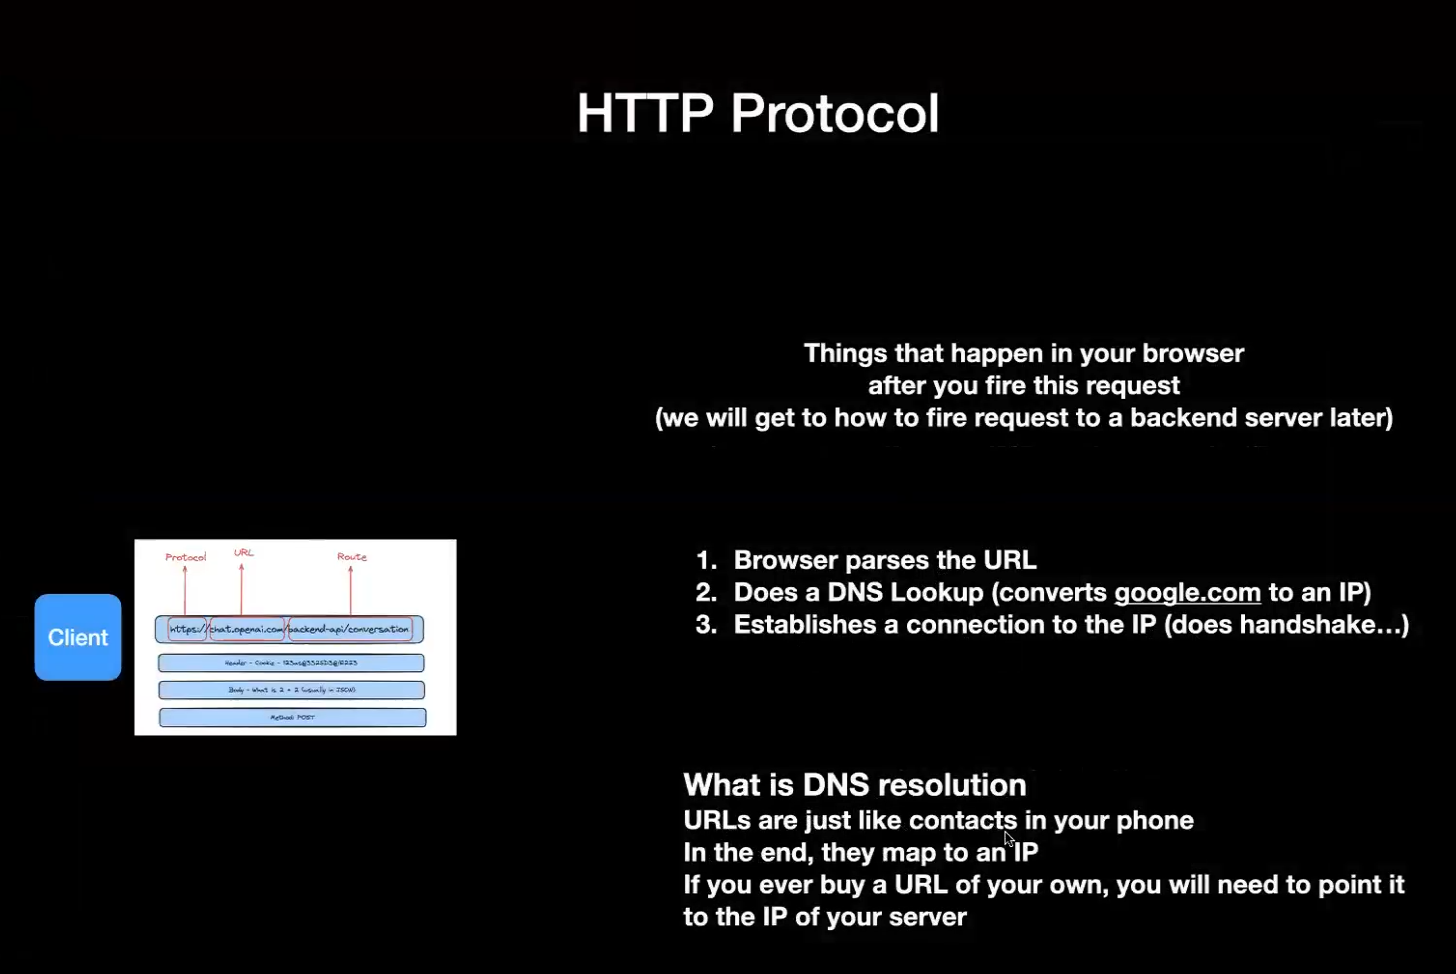 HTTP Protocol
Things that happen in your browser
after you fire this request
(we will get to how to fire request to a backend server later)
Protocol
URL
Route
https://chat.openai.com/backend-api/conversation
Client
Body - What is 2 + 2 (usually in JSON)
Method: POST
1. Browser parses the URL
2. Does a DNS Lookup (converts google.com to an IP)
3. Establishes a connection to the IP (does handshake...)
What is DNS resolution
URLs are just like contacts in your phone
In the end, they map to an IP
If you ever buy a URL of your own, you will need to point it
to the IP of your server